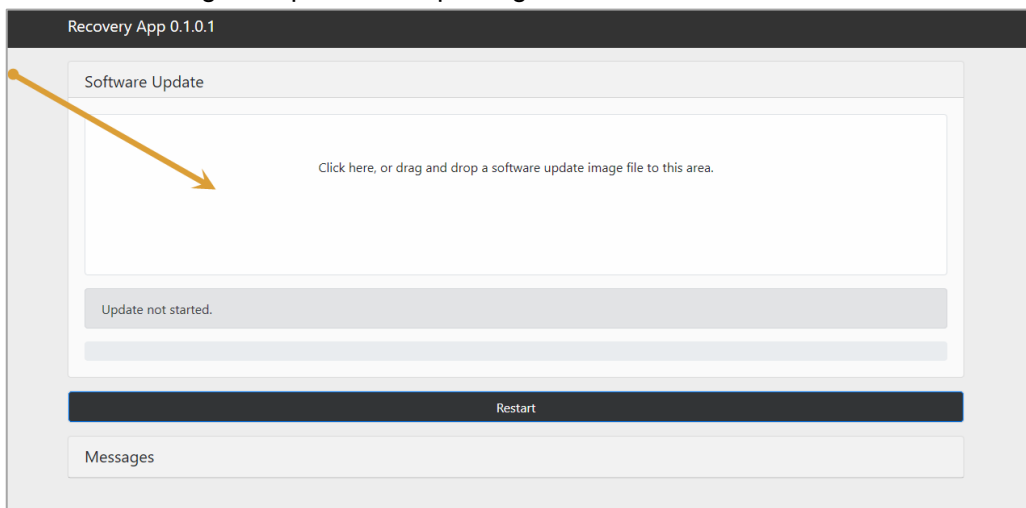 Recovery App 0.1.0.1
Software Update
Click here, or drag and drop a software update image file to this area.
Update not started.
Restart
Messages